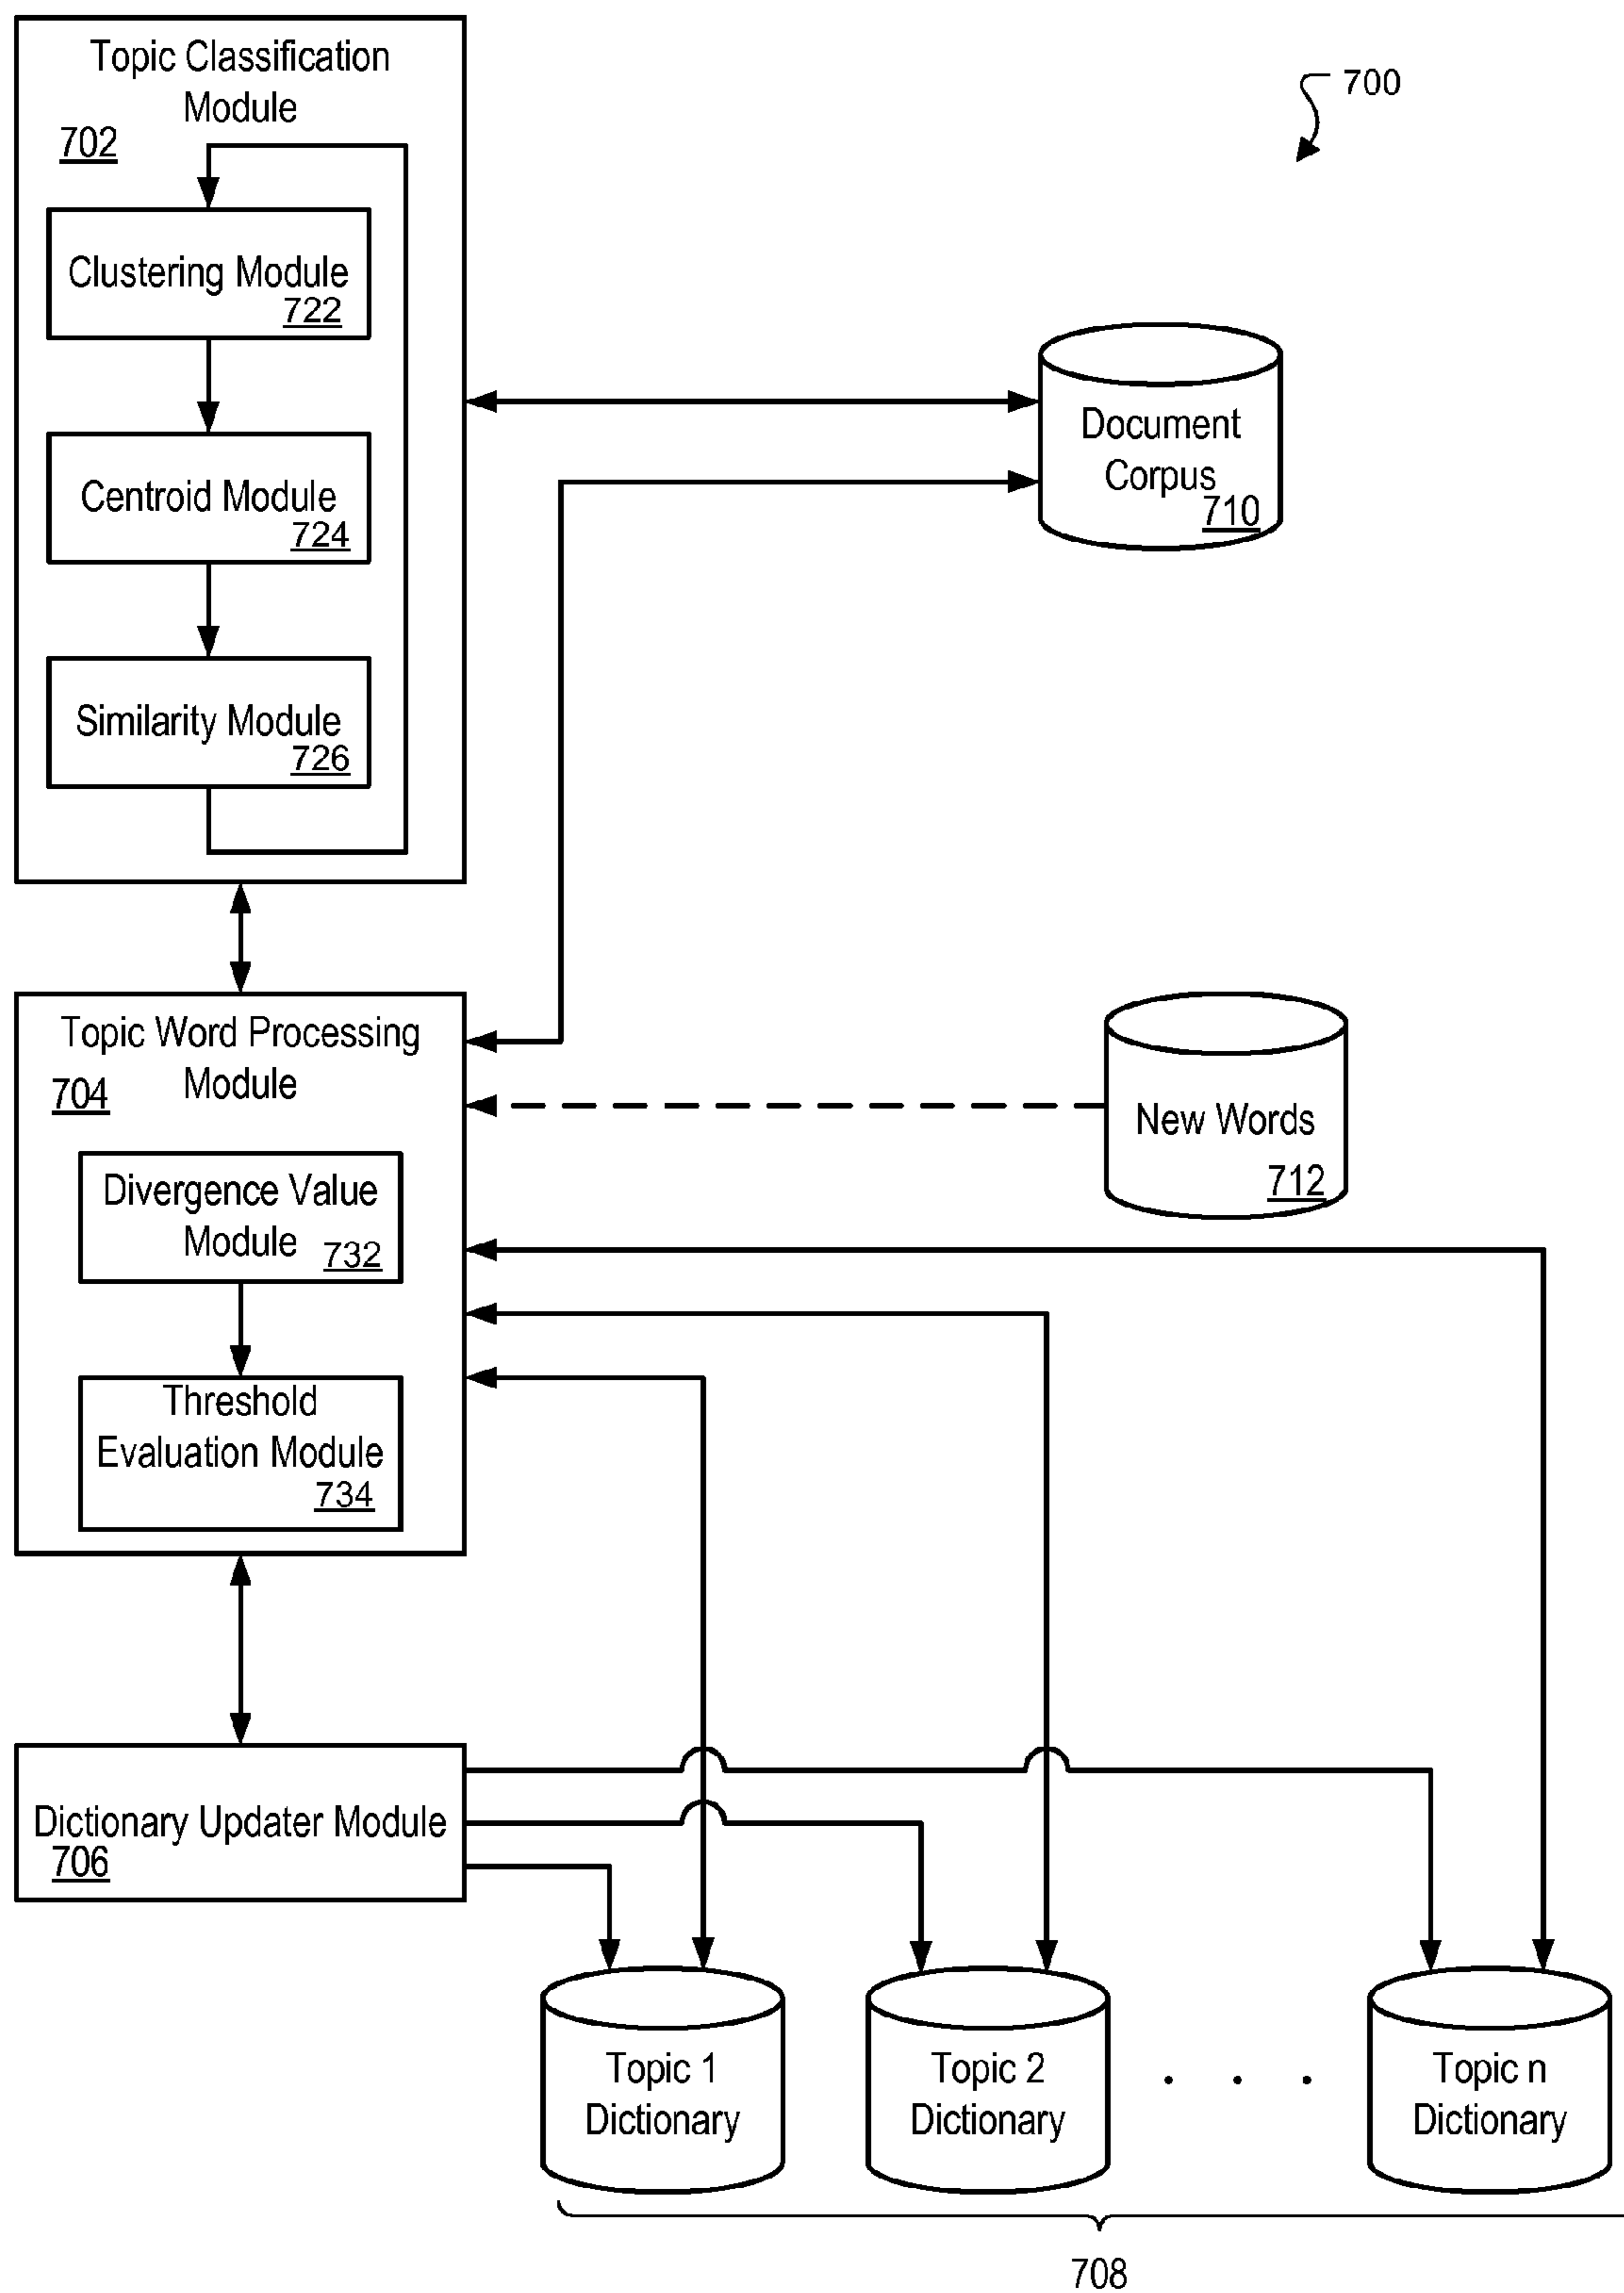 Topic Classification
Module
702
700
Clustering Module
722
Centroid Module
724
Similarity Module
726
Document
Corpus
710
Topic Word Processing
Module
704
New Words
712
Divergence Value
Module
732
Threshold
Evaluation Module
734
Dictionary Updater Module
706
Topic 1
Dictionary
Topic 2
Dictionary
. . .
Topic n
Dictionary
708